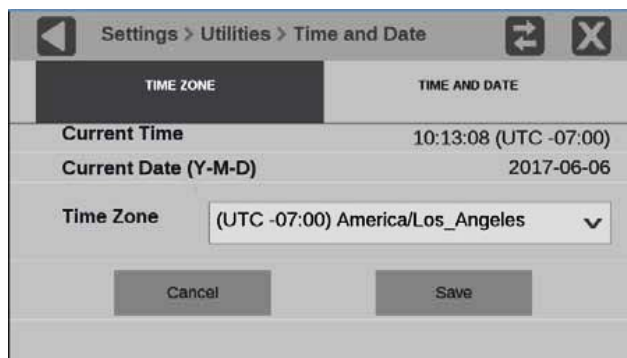 Settings > Utilities > Time and Date
TIME ZONE
TIME AND DATE
Current Time 10:13:08 (UTC -07:00)
Current Date (Y-M-D) 2017-06-06
Time Zone (UTC -07:00) America/Los_Angeles
Cancel Save